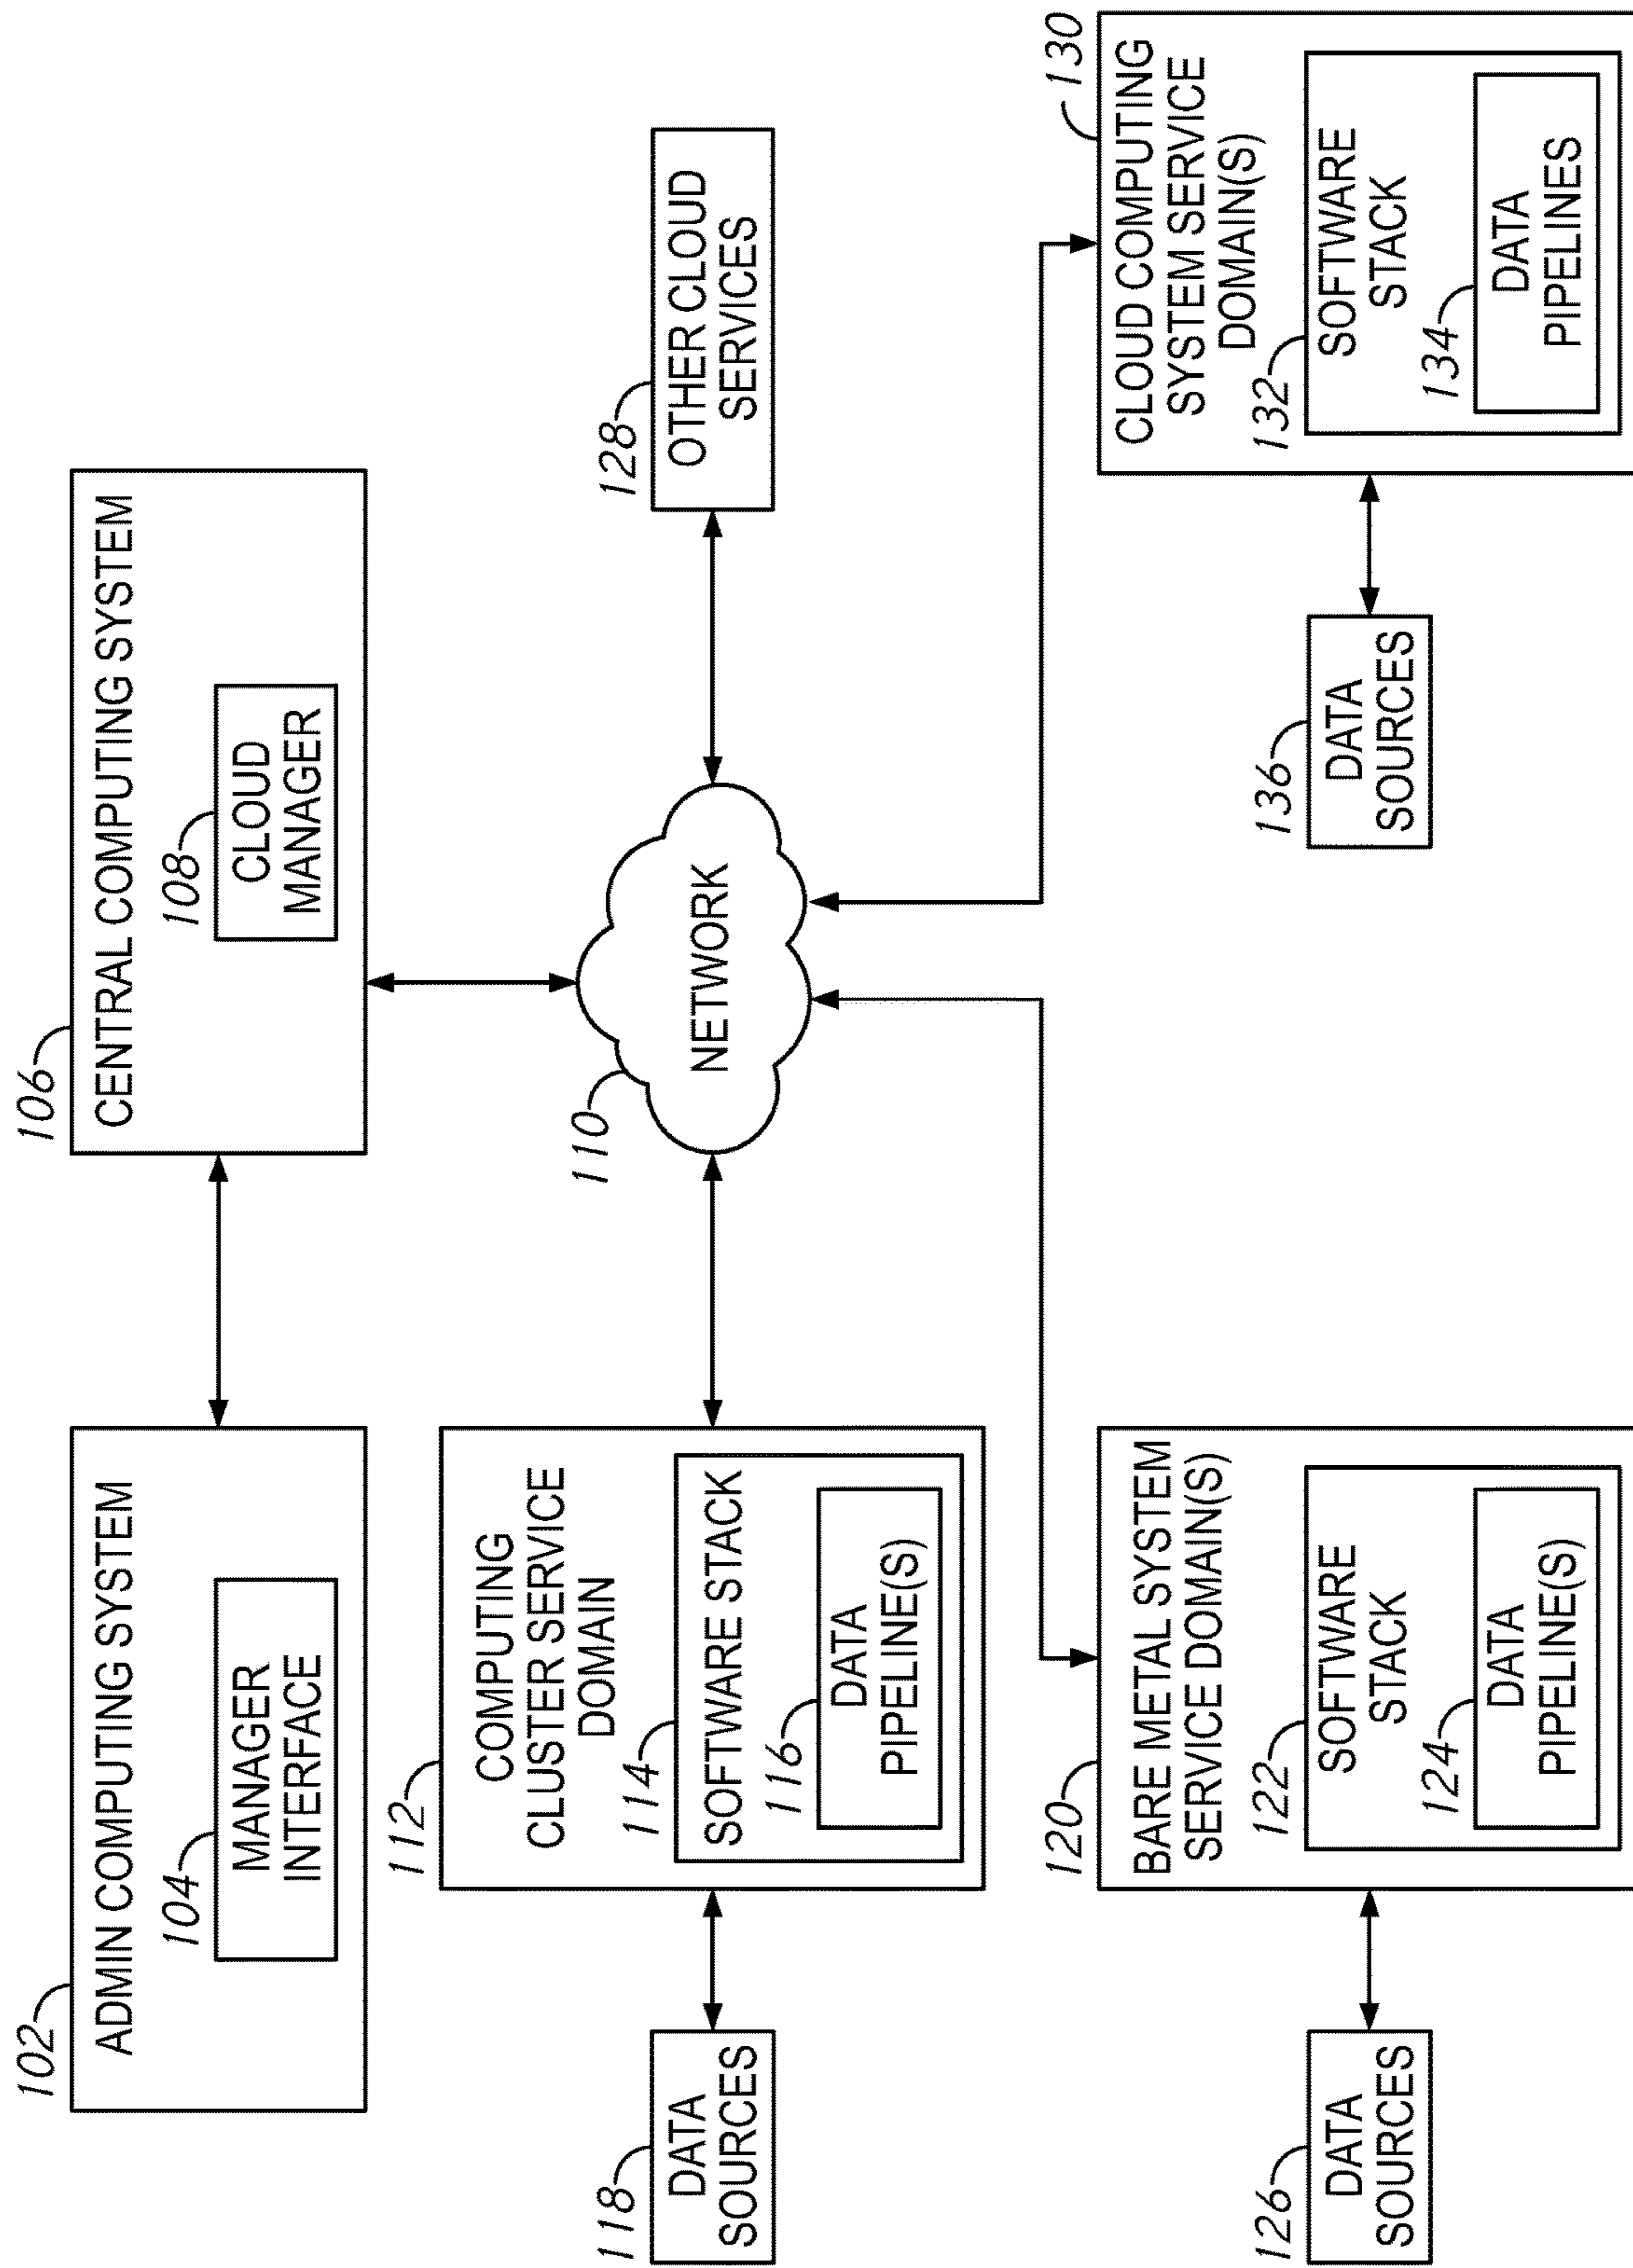 102
ADMIN COMPUTING SYSTEM
104
MANAGER
INTERFACE
106
CENTRAL COMPUTING SYSTEM
108
CLOUD
MANAGER
118
DATA
SOURCES
112
COMPUTING
CLUSTER SERVICE
DOMAIN
114
SOFTWARE STACK
116
DATA
PIPELINE(S)
110
NETWORK
128
OTHER CLOUD
SERVICES
126
DATA
SOURCES
120
BARE METAL SYSTEM
SERVICE DOMAIN(S)
122
SOFTWARE
STACK
124
DATA
PIPELINE(S)
136
DATA
SOURCES
130
CLOUD COMPUTING
SYSTEM SERVICE
DOMAIN(S)
132
SOFTWARE
STACK
134
DATA
PIPELINES